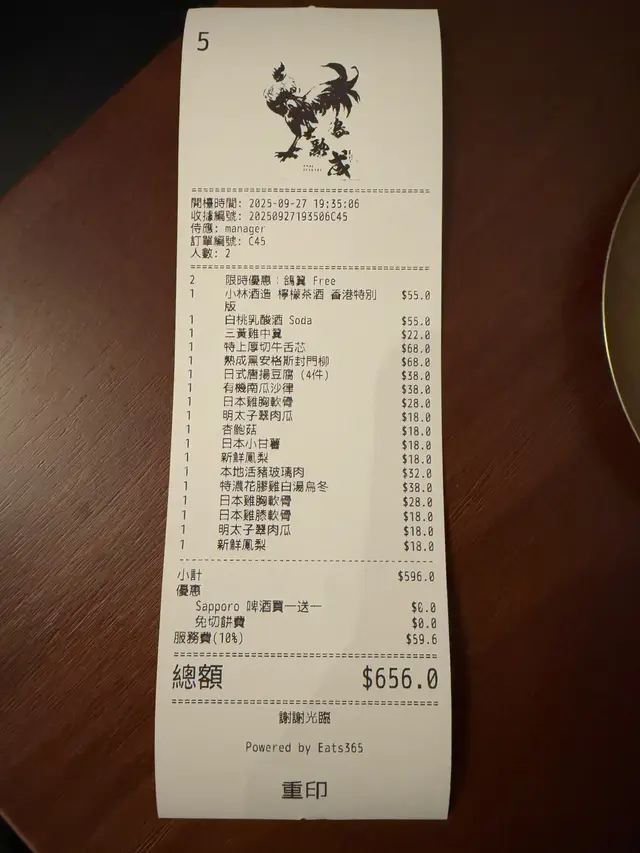 5
開檯時間: 2025-09-27 19:35:06
收據編號: 20250927193506C45
侍應: manager
訂單編號: C45
人數: 2
2 限時優惠：鴿翼 Free
1 小林酒造 檸檬茶酒 香港特別版 $55.0
1 白桃乳酸酒 Soda $55.0
1 三黃雞中翼 $22.0
1 特上厚切牛舌芯 $68.0
1 熟成黑安格斯封門柳 $68.0
1 日式唐揚豆腐 (4件) $38.0
1 有機南瓜沙律 $38.0
1 日本雞胸軟骨 $28.0
1 明太子翠肉瓜 $18.0
1 杏鮑菇 $18.0
1 日本小甘薯 $18.0
1 新鮮鳳梨 $18.0
1 本地活豬玻璃肉 $32.0
1 特濃花膠雞白湯烏冬 $38.0
1 日本雞胸軟骨 $28.0
1 日本雞膝軟骨 $18.0
1 明太子翠肉瓜 $18.0
1 新鮮鳳梨 $18.0
小計 $596.0
優惠
Sapporo 啤酒買一送一 $0.0
免切餅費 $0.0
服務費(10%) $59.6
總額 $656.0
謝謝光臨
Powered by Eats365
重印